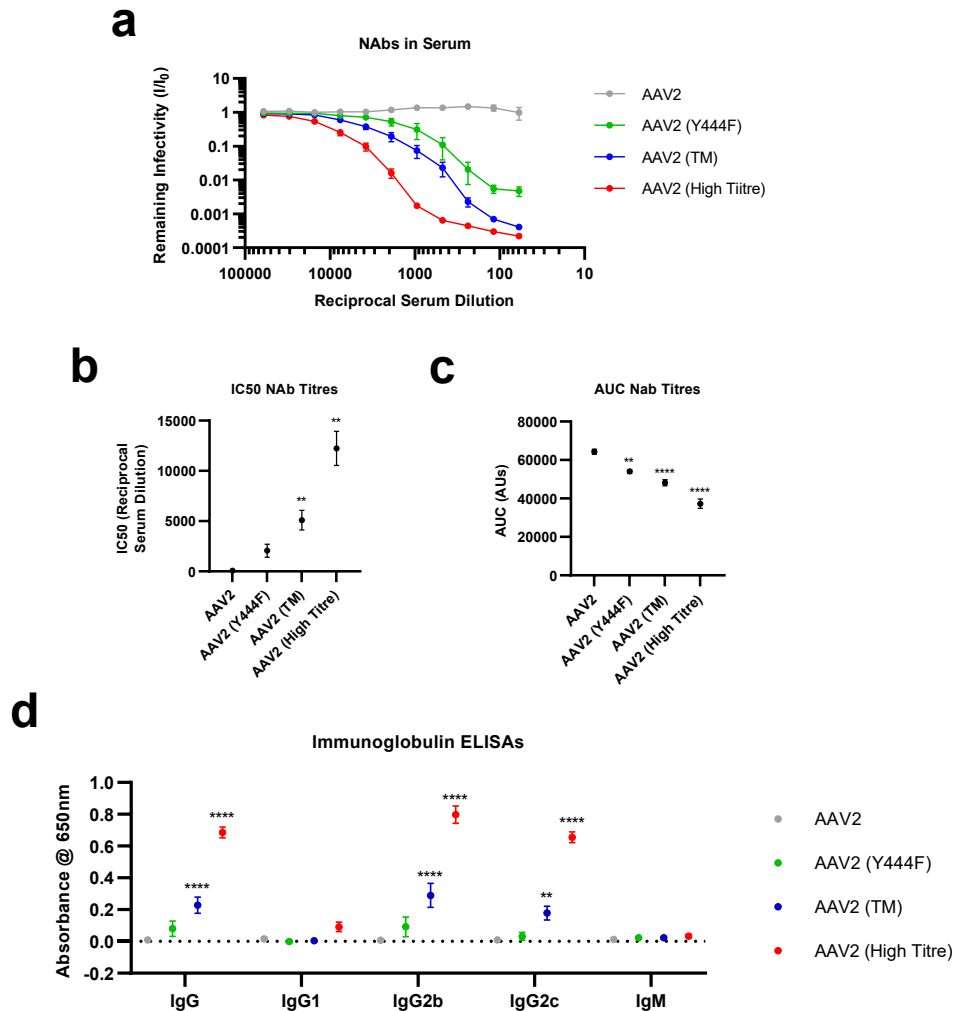 a
NAbs in Serum
Remaining Infectivity (I/I₀)
10
1
0.1
0.01
0.001
0.0001
100000
10000
1000
100
10
Reciprocal Serum Dilution
AAV2
AAV2 (Y444F)
AAV2 (TM)
AAV2 (High Tiitre)
b
IC50 NAb Titres
IC50 (Reciprocal
Serum Dilution)
15000
10000
5000
0
**
**
AAV2
AAV2 (Y444F)
AAV2 (TM)
AAV2 (High Titre)
c
AUC Nab Titres
AUC (AUs)
80000
60000
40000
20000
0
**
****
****
AAV2
AAV2 (Y444F)
AAV2 (TM)
AAV2 (High Titre)
d
Immunoglobulin ELISAs
Absorbance @ 650nm
1.0
0.8
0.6
0.4
0.2
0.0
-0.2
****
****
****
****
**
****
IgG
IgG1
IgG2b
IgG2c
IgM
AAV2
AAV2 (Y444F)
AAV2 (TM)
AAV2 (High Titre)